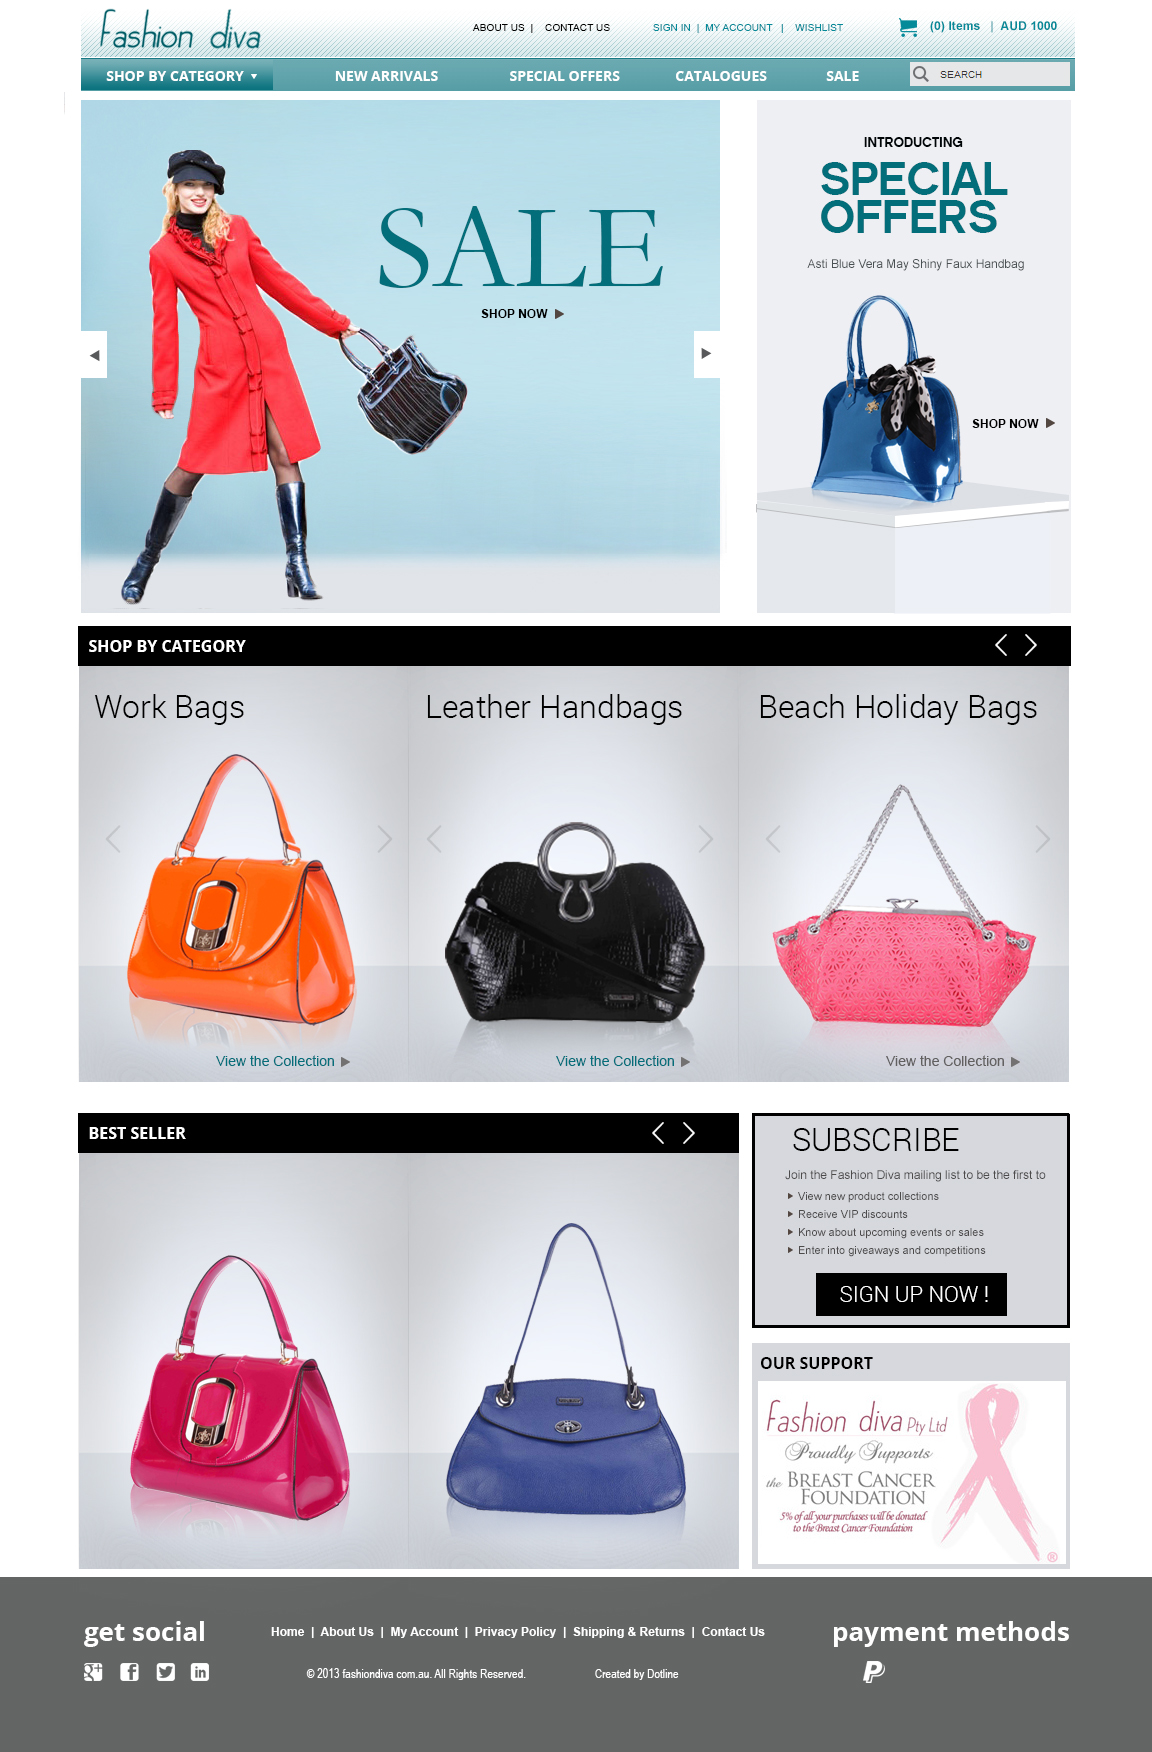 fashion diva
ABOUT US | CONTACT US SIGN IN | MY ACCOUNT | WISHLIST (0) Items | AUD 1000
SHOP BY CATEGORY NEW ARRIVALS SPECIAL OFFERS CATALOGUES SALE SEARCH
SALE
SHOP NOW
INTRODUCTING
SPECIAL
OFFERS
Asti Blue Vera May Shiny Faux Handbag
SHOP NOW
SHOP BY CATEGORY
Work Bags Leather Handbags Beach Holiday Bags
View the Collection View the Collection View the Collection
BEST SELLER
SUBSCRIBE
Join the Fashion Diva mailing list to be the first to
View new product collections
Receive VIP discounts
Know about upcoming events or sales
Enter into giveaways and competitions
SIGN UP NOW !
OUR SUPPORT
fashion diva Pty Ltd
Proudly Supports
the BREAST CANCER
FOUNDATION
5% of all your purchases will be donated
to the Breast Cancer Foundation
®
get social
Home | About Us | My Account | Privacy Policy | Shipping & Returns | Contact Us
payment methods
© 2013 fashiondiva com.au. All Rights Reserved. Created by Dotline